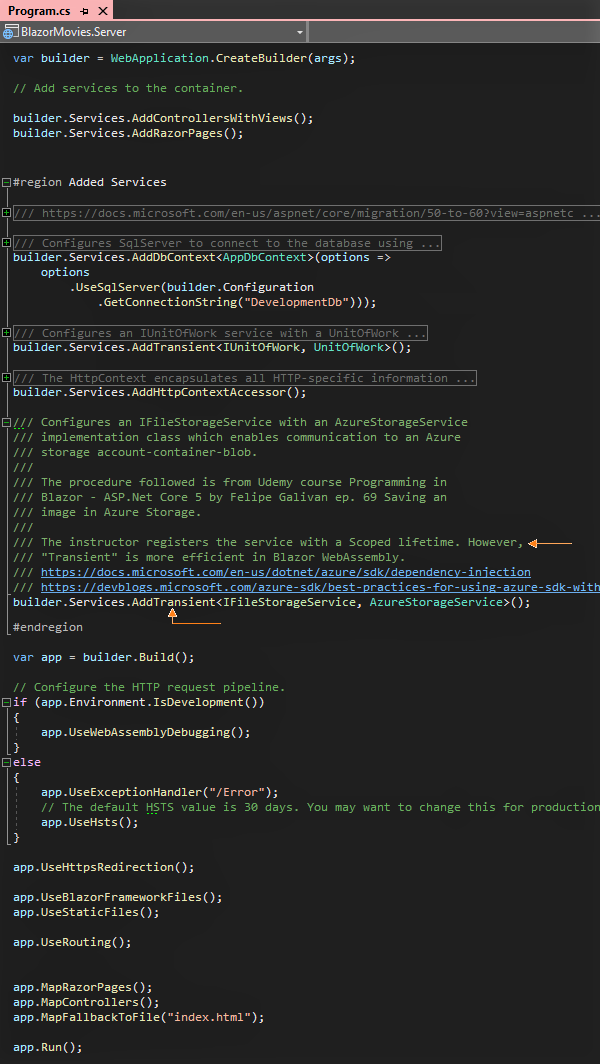 Program.cs
BlazorMovies.Server
var builder = WebApplication.CreateBuilder(args);
// Add services to the container.
builder.Services.AddControllersWithViews();
builder.Services.AddRazorPages();
#region Added Services
/// https://docs.microsoft.com/en-us/aspnet/core/migration/50-to-60?view=aspnetc ...
/// Configures SqlServer to connect to the database using ...
builder.Services.AddDbContext<AppDbContext>(options =>
options
.UseSqlServer(builder.Configuration
.GetConnectionString("DevelopmentDb")));
/// Configures an IUnitOfWork service with a UnitOfWork ...
builder.Services.AddTransient<IUnitOfWork, UnitOfWork>();
/// The HttpContext encapsulates all HTTP-specific information ...
builder.Services.AddHttpContextAccessor();
/// Configures an IFileStorageService with an AzureStorageService
/// implementation class which enables communication to an Azure
/// storage account-container-blob.
///
/// The procedure followed is from Udemy course Programming in
/// Blazor - ASP.Net Core 5 by Felipe Galivan ep. 69 Saving an
/// image in Azure Storage.
///
/// The instructor registers the service with a Scoped lifetime. However,
/// "Transient" is more efficient in Blazor WebAssembly.
/// https://docs.microsoft.com/en-us/dotnet/azure/sdk/dependency-injection
/// https://devblogs.microsoft.com/azure-sdk/best-practices-for-using-azure-sdk-with
builder.Services.AddTransient<IFileStorageService, AzureStorageService>();
#endregion
var app = builder.Build();
// Configure the HTTP request pipeline.
if (app.Environment.IsDevelopment())
{
app.UseWebAssemblyDebugging();
}
else
{
app.UseExceptionHandler("/Error");
// The default HSTS value is 30 days. You may want to change this for production
app.UseHsts();
}
app.UseHttpsRedirection();
app.UseBlazorFrameworkFiles();
app.UseStaticFiles();
app.UseRouting();
app.MapRazorPages();
app.MapControllers();
app.MapFallbackToFile("index.html");
app.Run();